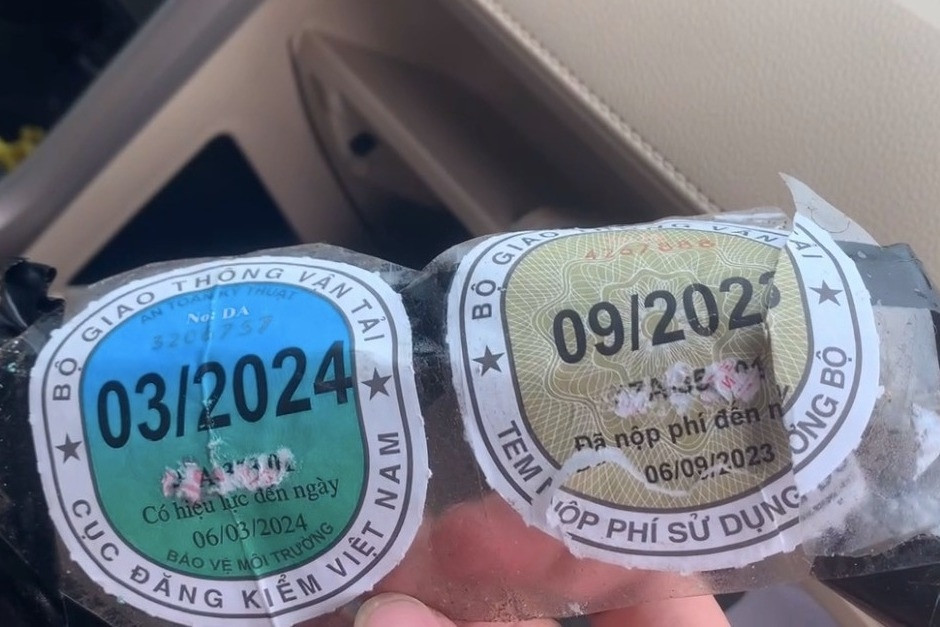 BỘ GIAO THÔNG VẬN TẢI
AN TOÀN KỸ THUẬT
No: DA
3206757
03/2024
Có hiệu lực đến ngày
06/03/2024
BẢO VỆ MÔI TRƯỜNG
CỤC ĐĂNG KIỂM VIỆT NAM
BỘ GIAO THÔNG VẬN TẢI
4267666
09/2023
Đã nộp phí đến n
06/09/2023
TEM NỘP PHÍ SỬ DỤNG ĐƯỜNG BỘ